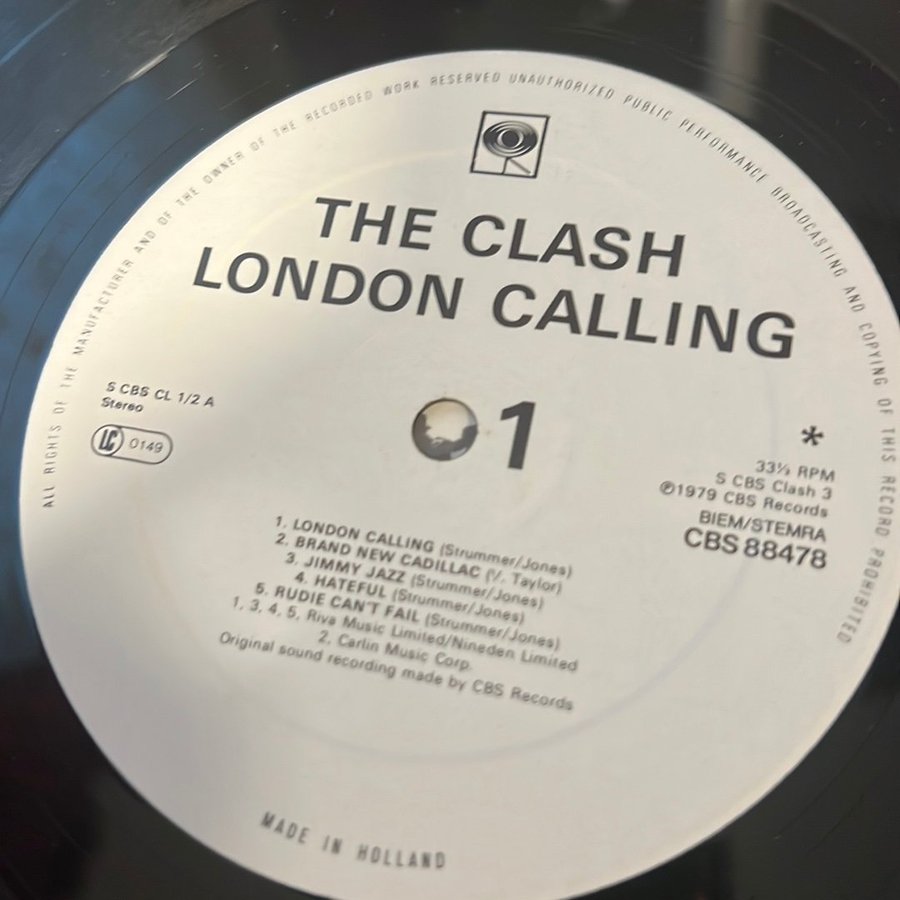 ALL RIGHTS OF THE MANUFACTURER AND OF THE OWNER OF THE RECORDED WORK RESERVED UNAUTHORIZED PUBLIC PERFORMANCE BROADCASTING AND COPYING OF THIS RECORD PROHIBITED
THE CLASH
LONDON CALLING
S CBS CL 1/2 A
Stereo
LC 0149
1
*
33⅓ RPM
S CBS Clash 3
℗1979 CBS Records
BIEM/STEMRA
CBS 88478
1. LONDON CALLING (Strummer/Jones)
2. BRAND NEW CADILLAC (V. Taylor)
3. JIMMY JAZZ (Strummer/Jones)
4. HATEFUL (Strummer/Jones)
5. RUDIE CAN'T FAIL (Strummer/Jones)
1, 3, 4, 5, Riva Music Limited/Nineden Limited
2. Carlin Music Corp.
Original sound recording made by CBS Records
MADE IN HOLLAND